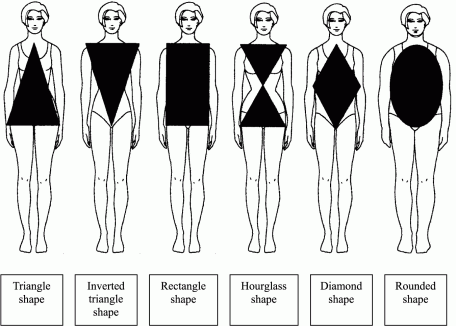 Triangle
shape
Inverted
triangle
shape
Rectangle
shape
Hourglass
shape
Diamond
shape
Rounded
shape